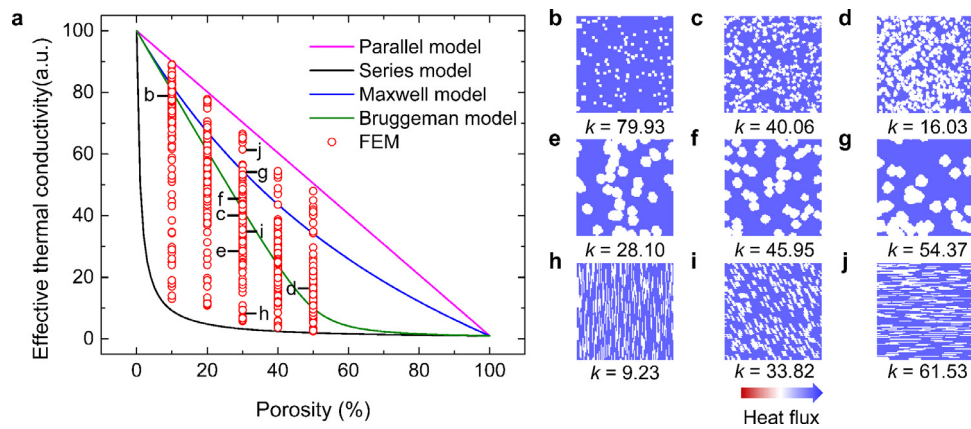 a
Effective thermal conductivity(a.u.)
100
80
60
40
20
0
0 20 40 60 80 100
Porosity (%)
Parallel model
Series model
Maxwell model
Bruggeman model
FEM
b
j
g
f
c
i
e
h
d
b c d
k = 79.93 k = 40.06 k = 16.03
e f g
k = 28.10 k = 45.95 k = 54.37
h i j
k = 9.23 k = 33.82 k = 61.53
Heat flux